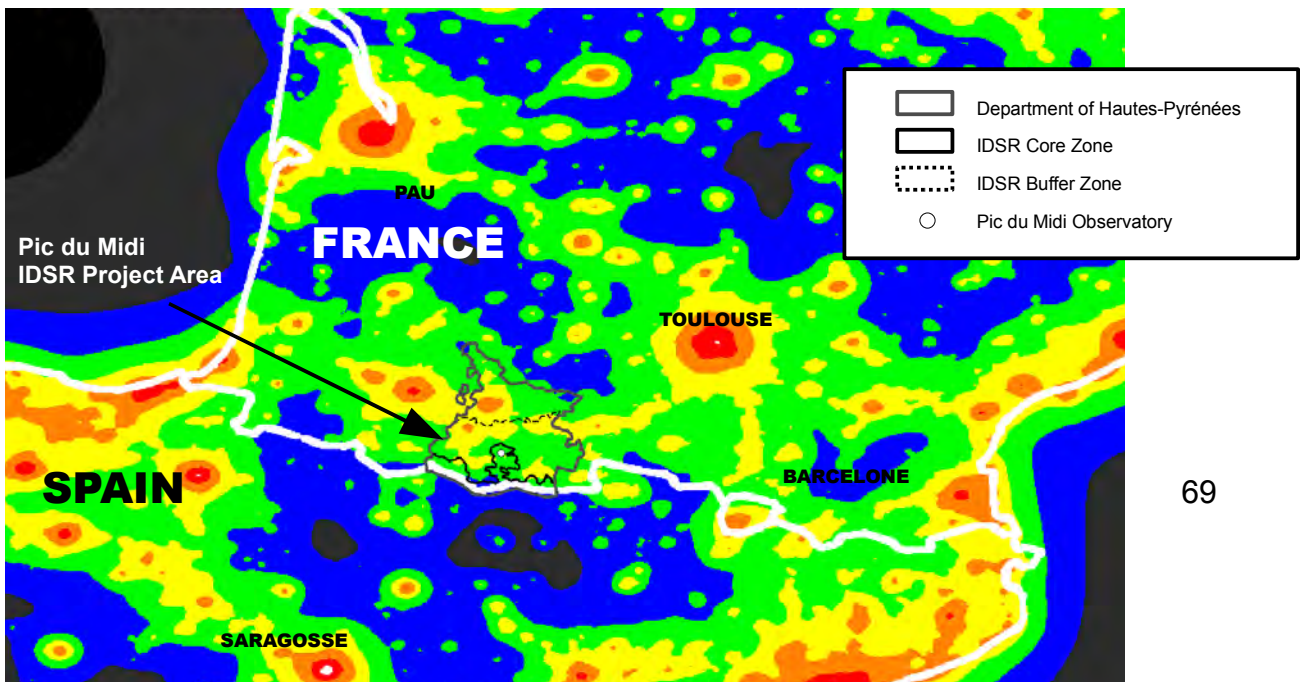 Department of Hautes-Pyrénées
IDSR Core Zone
IDSR Buffer Zone
Pic du Midi Observatory
PAU
FRANCE
Pic du Midi
IDSR Project Area
TOULOUSE
SPAIN
BARCELONE
69
SARAGOSSE